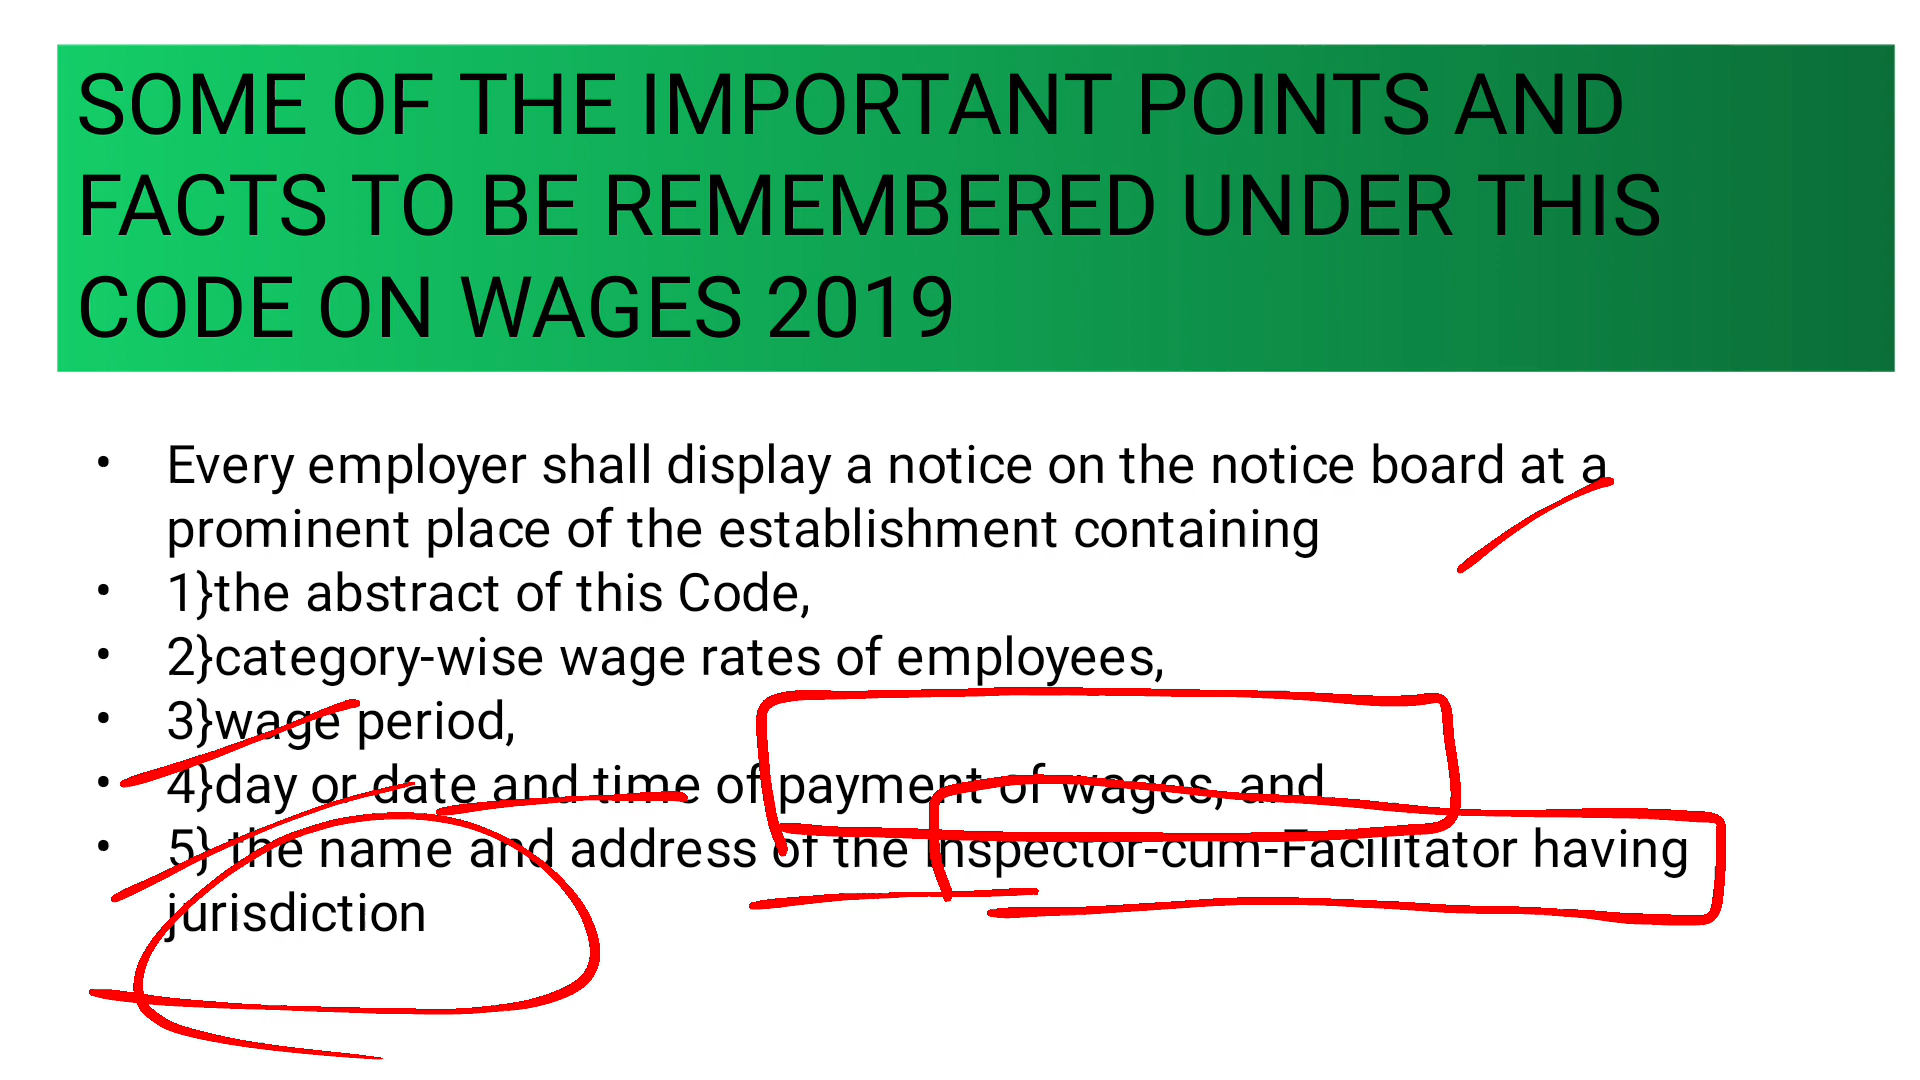 SOME OF THE IMPORTANT POINTS AND
FACTS TO BE REMEMBERED UNDER THIS
CODE ON WAGES 2019
• Every employer shall display a notice on the notice board at a
prominent place of the establishment containing
• 1}the abstract of this Code,
• 2}category-wise wage rates of employees,
• 3}wage period,
• 4}day or date and time of payment of wages, and
• 5} the name and address of the Inspector-cum-Facilitator having
jurisdiction